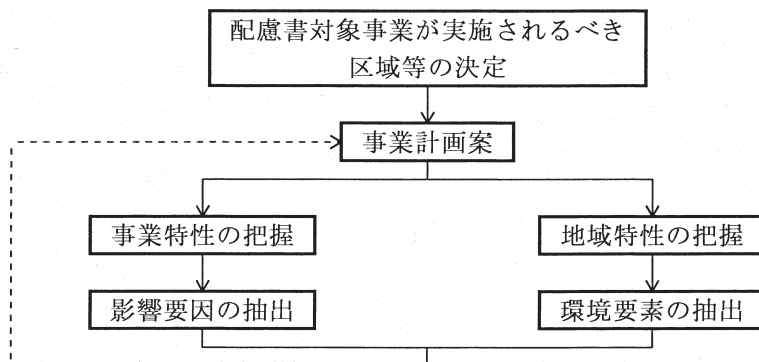 配慮書対象事業が実施されるべき
区域等の決定
事業計画案
事業特性の把握
地域特性の把握
影響要因の抽出
環境要素の抽出